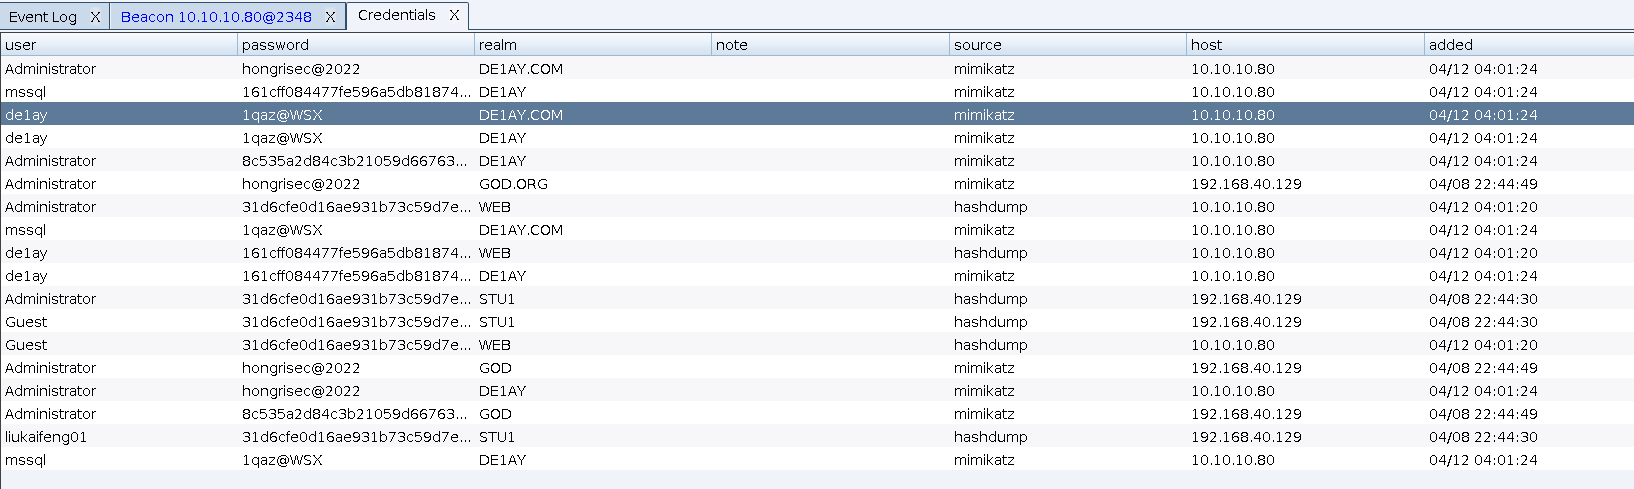 Event Log X Beacon 10.10.10.80@2348 X Credentials X
user password realm note source host added
Administrator hongrisec@2022 DE1AY.COM mimikatz 10.10.10.80 04/12 04:01:24
mssql 161cff084477fe596a5db81874... DE1AY mimikatz 10.10.10.80 04/12 04:01:24
de1ay 1qaz@WSX DE1AY.COM mimikatz 10.10.10.80 04/12 04:01:24
de1ay 1qaz@WSX DE1AY mimikatz 10.10.10.80 04/12 04:01:24
Administrator 8c535a2d84c3b21059d66763... DE1AY mimikatz 10.10.10.80 04/12 04:01:24
Administrator hongrisec@2022 GOD.ORG mimikatz 192.168.40.129 04/08 22:44:49
Administrator 31d6cfe0d16ae931b73c59d7e... WEB hashdump 10.10.10.80 04/12 04:01:20
mssql 1qaz@WSX DE1AY.COM mimikatz 10.10.10.80 04/12 04:01:24
de1ay 161cff084477fe596a5db81874... WEB hashdump 10.10.10.80 04/12 04:01:20
de1ay 161cff084477fe596a5db81874... DE1AY mimikatz 10.10.10.80 04/12 04:01:24
Administrator 31d6cfe0d16ae931b73c59d7e... STU1 hashdump 192.168.40.129 04/08 22:44:30
Guest 31d6cfe0d16ae931b73c59d7e... STU1 hashdump 192.168.40.129 04/08 22:44:30
Guest 31d6cfe0d16ae931b73c59d7e... WEB hashdump 10.10.10.80 04/12 04:01:20
Administrator hongrisec@2022 GOD mimikatz 192.168.40.129 04/08 22:44:49
Administrator hongrisec@2022 DE1AY mimikatz 10.10.10.80 04/12 04:01:24
Administrator 8c535a2d84c3b21059d66763... GOD mimikatz 192.168.40.129 04/08 22:44:49
liukaifeng01 31d6cfe0d16ae931b73c59d7e... STU1 hashdump 192.168.40.129 04/08 22:44:30
mssql 1qaz@WSX DE1AY mimikatz 10.10.10.80 04/12 04:01:24